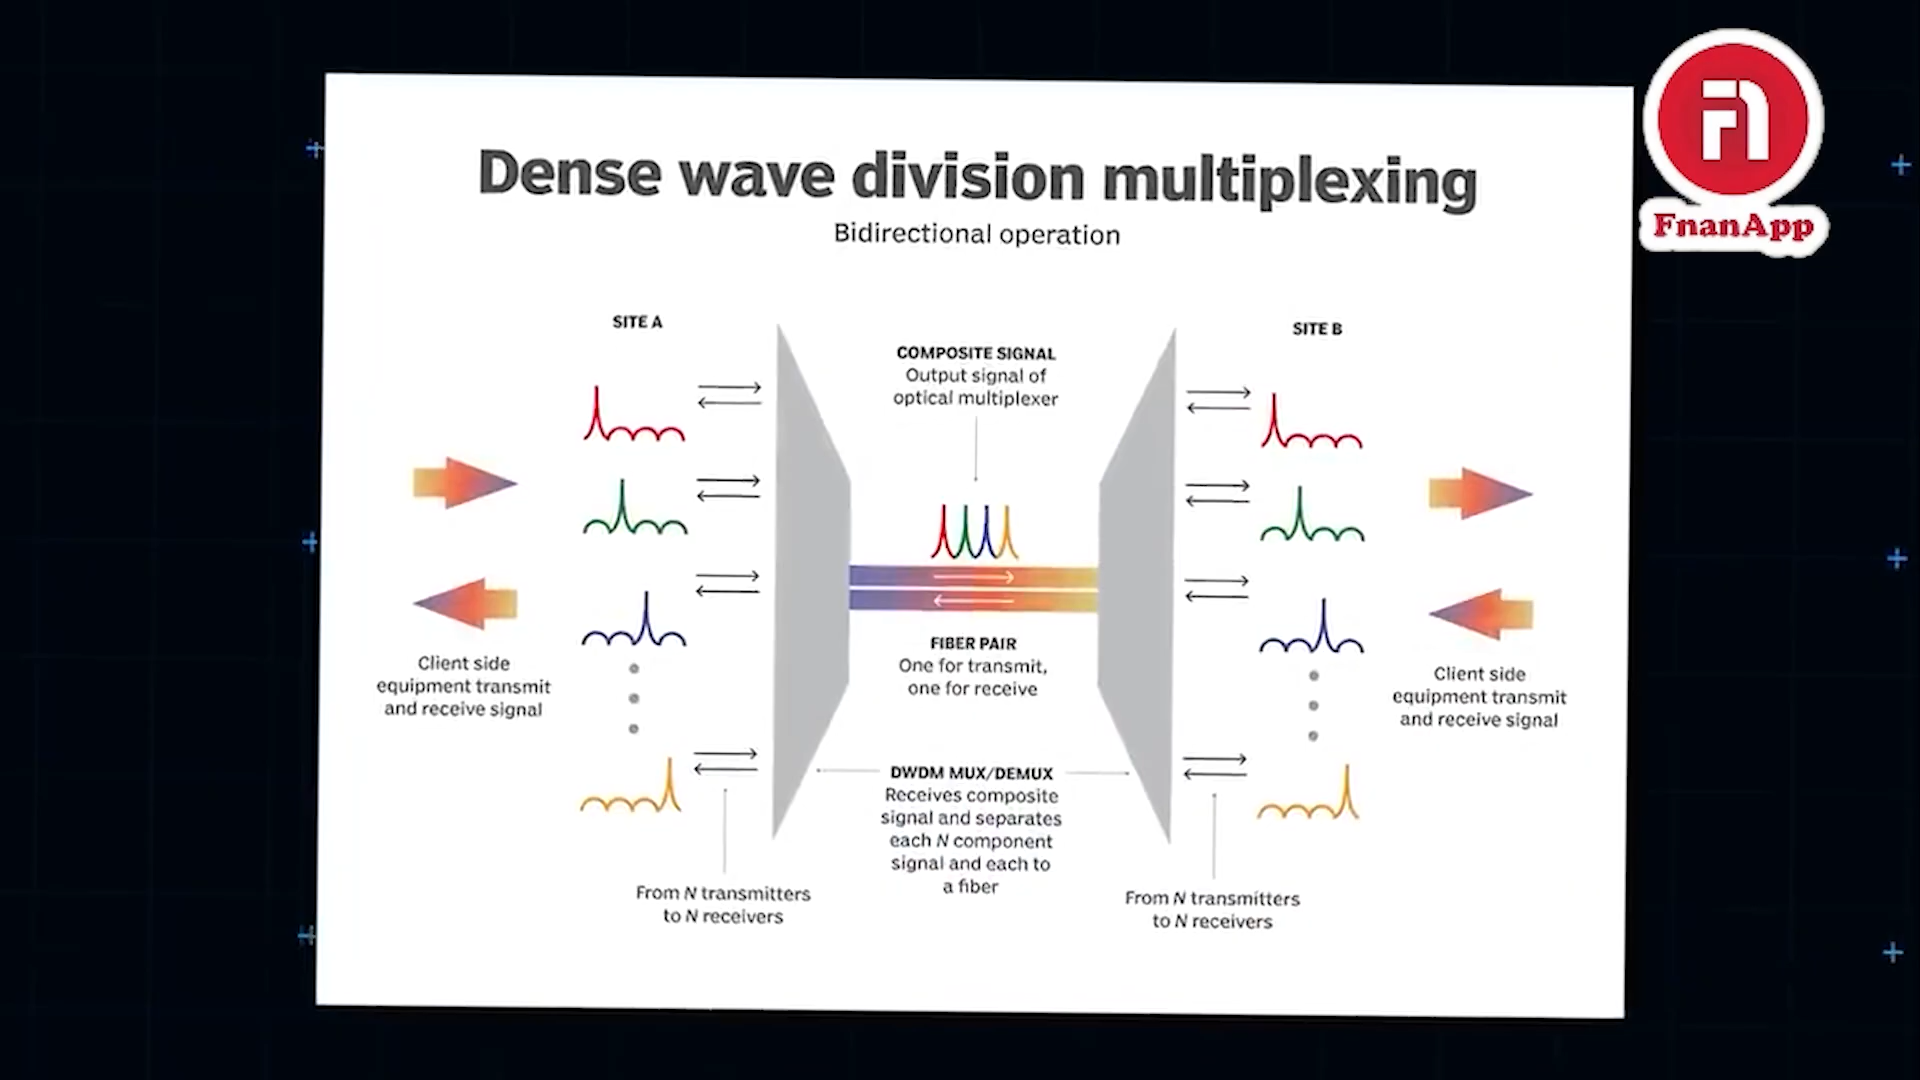 Dense wave division multiplexing
Bidirectional operation
FnanApp
SITE A
SITE B
COMPOSITE SIGNAL
Output signal of
optical multiplexer
FIBER PAIR
One for transmit,
one for receive
Client side
equipment transmit
and receive signal
Client side
equipment transmit
and receive signal
DWDM MUX/DEMUX
Receives composite
signal and separates
each N component
signal and each to
a fiber
From N transmitters
to N receivers
From N transmitters
to N receivers